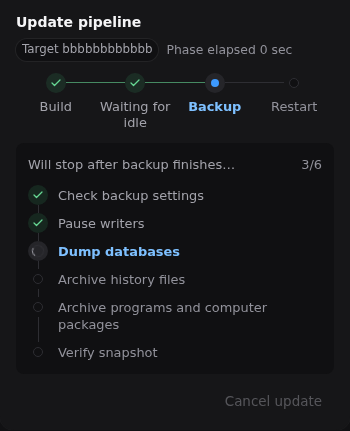 Update pipeline
Target bbbbbbbbbbbb Phase elapsed 0 sec
Build
Waiting for
idle
Backup
Restart
Will stop after backup finishes… 3/6
Check backup settings
Pause writers
Dump databases
Archive history files
Archive programs and computer
packages
Verify snapshot
Cancel update